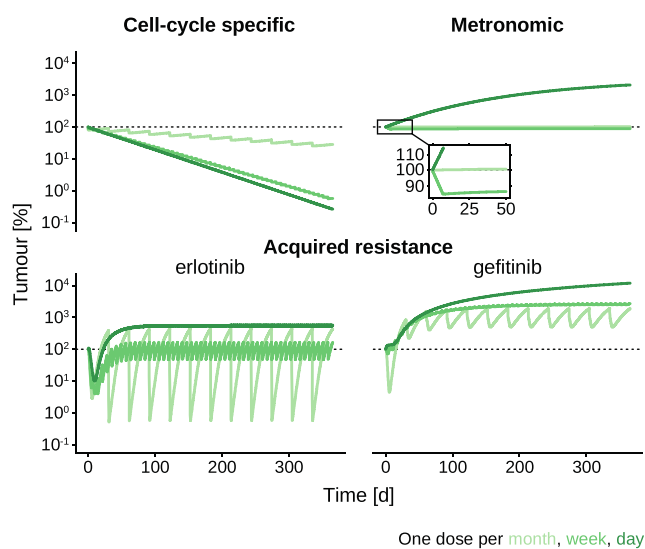 Cell-cycle specific
Metronomic
10⁴
10³
10²
10¹
10⁰
10⁻¹
110
100
90
0 25 50
Tumour [%]
Acquired resistance
erlotinib
gefitinib
10⁴
10³
10²
10¹
10⁰
10⁻¹
0 100 200 300
0 100 200 300
Time [d]
One dose per month, week, day